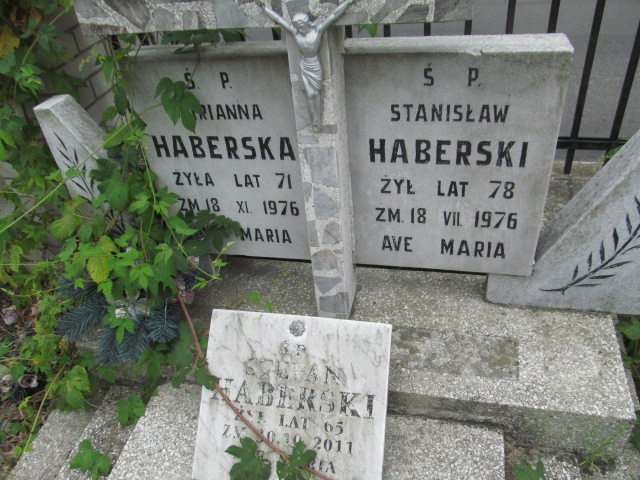 Ś. P.
HABERSKA
ŻYŁA LAT 71
ZM. 18 XI. 1976
MARIA
Ś P.
STANISŁAW
HABERSKI
ŻYŁ LAT 78
ZM. 18 VII. 1976
AVE MARIA
Ś.P.
STEFAN
HABERSKI
LAT 65
2011